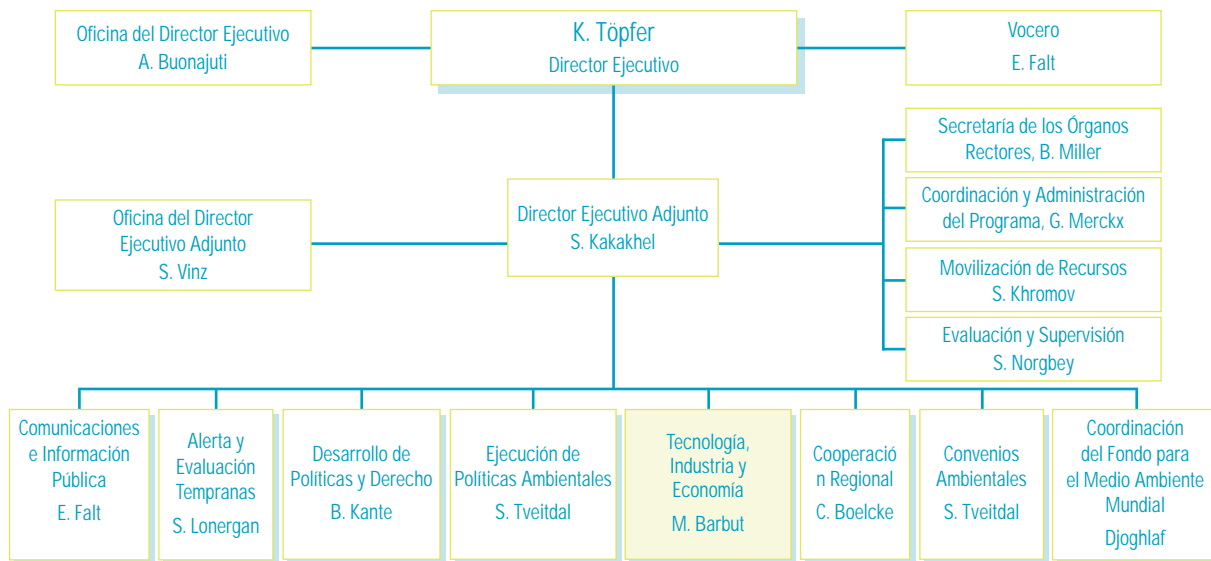 Oficina del Director Ejecutivo
A. Buonajuti
K. Töpfer
Director Ejecutivo
Vocero
E. Falt
Secretaría de los Órganos
Rectores, B. Miller
Coordinación y Administración
del Programa, G. Merckx
Movilización de Recursos
S. Khromov
Evaluación y Supervisión
S. Norgbey
Oficina del Director
Ejecutivo Adjunto
S. Vinz
Director Ejecutivo Adjunto
S. Kakakhel
Comunicaciones
e Información
Pública
E. Falt
Alerta y
Evaluación
Tempranas
S. Lonergan
Desarrollo de
Políticas y Derecho
B. Kante
Ejecución de
Políticas Ambientales
S. Tveitdal
Tecnología,
Industria y
Economía
M. Barbut
Cooperació
n Regional
C. Boelcke
Convenios
Ambientales
S. Tveitdal
Coordinación
del Fondo para
el Medio Ambiente
Mundial
Djoghlaf